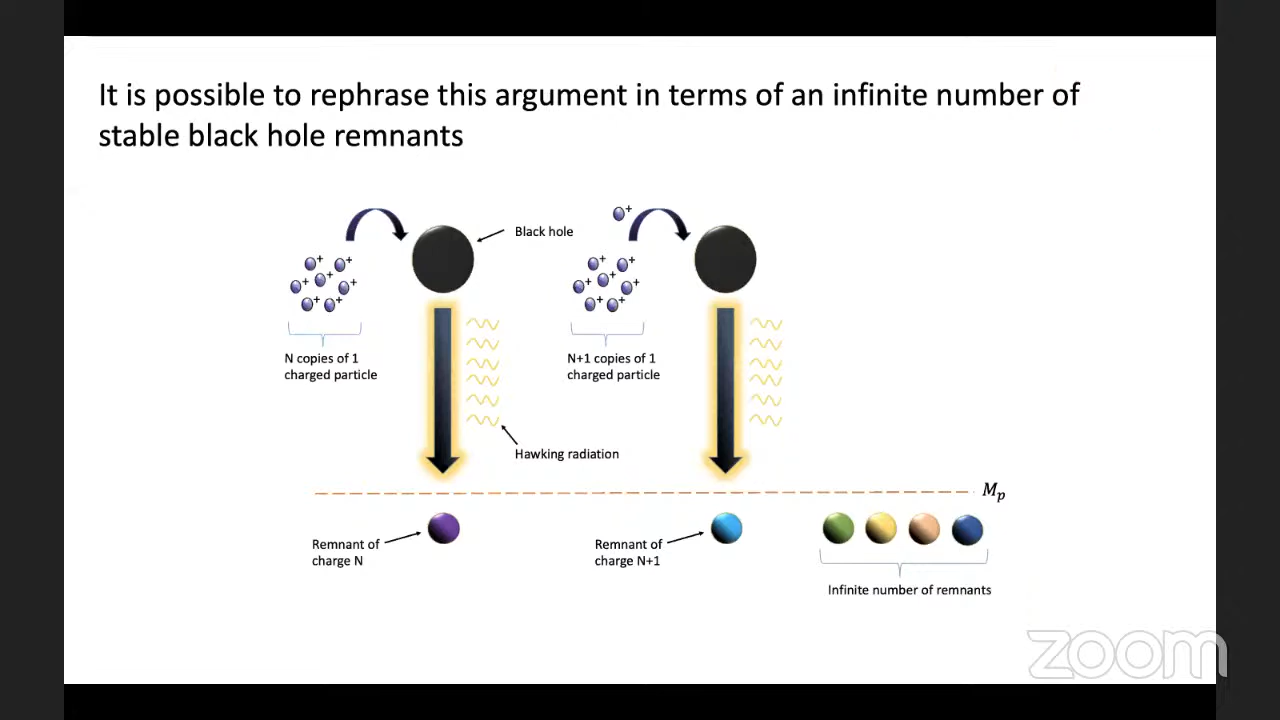 It is possible to rephrase this argument in terms of an infinite number of
stable black hole remnants
Black hole
N copies of 1
charged particle
N+1 copies of 1
charged particle
Hawking radiation
M_p
Remnant of
charge N
Remnant of
charge N+1
Infinite number of remnants
zoom